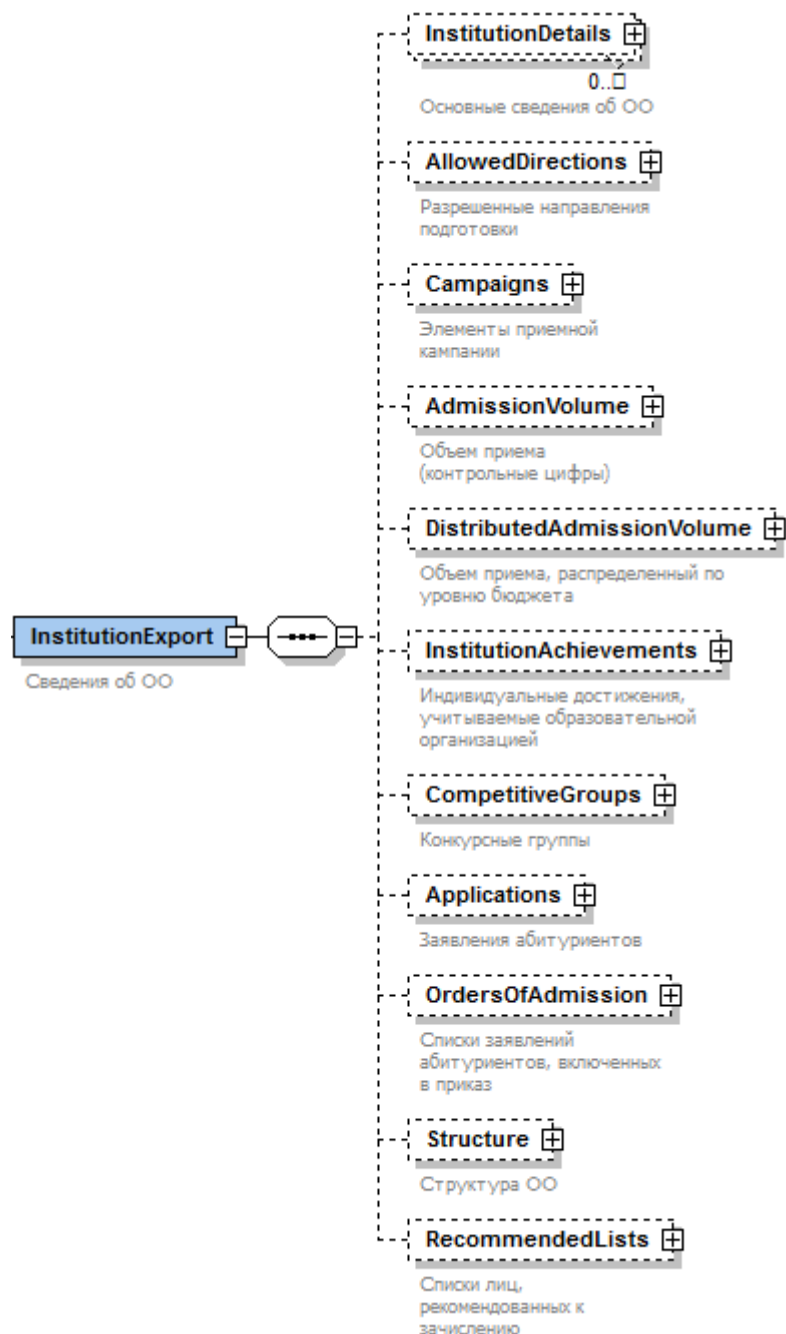 InstitutionDetails
0..□
Основные сведения об ОО
AllowedDirections
Разрешенные направления
подготовки
Campaigns
Элементы приемной
кампании
AdmissionVolume
Объем приема
(контрольные цифры)
DistributedAdmissionVolume
Объем приема, распределенный по
уровню бюджета
InstitutionExport
Сведения об ОО
InstitutionAchievements
Индивидуальные достижения,
учитываемые образовательной
организацией
CompetitiveGroups
Конкурсные группы
Applications
Заявления абитуриентов
OrdersOfAdmission
Списки заявлений
абитуриентов, включенных
в приказ
Structure
Структура ОО
RecommendedLists
Списки лиц,
рекомендованных к
зачислению